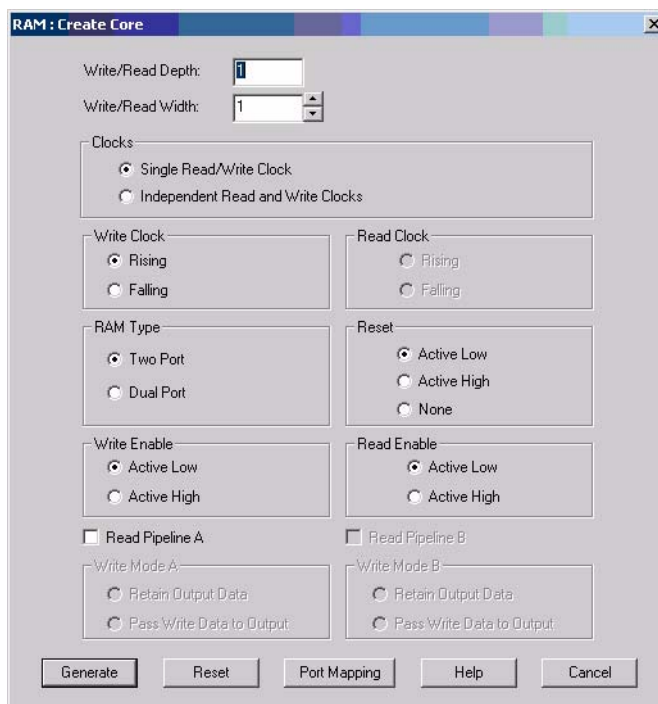 RAM : Create Core
Write/Read Depth: 1
Write/Read Width: 1
Clocks
Single Read/Write Clock
Independent Read and Write Clocks
Write Clock
Rising
Falling
Read Clock
Rising
Falling
RAM Type
Two Port
Dual Port
Reset
Active Low
Active High
None
Write Enable
Active Low
Active High
Read Enable
Active Low
Active High
Read Pipeline A
Read Pipeline B
Write Mode A
Retain Output Data
Pass Write Data to Output
Write Mode B
Retain Output Data
Pass Write Data to Output
Generate Reset Port Mapping Help Cancel